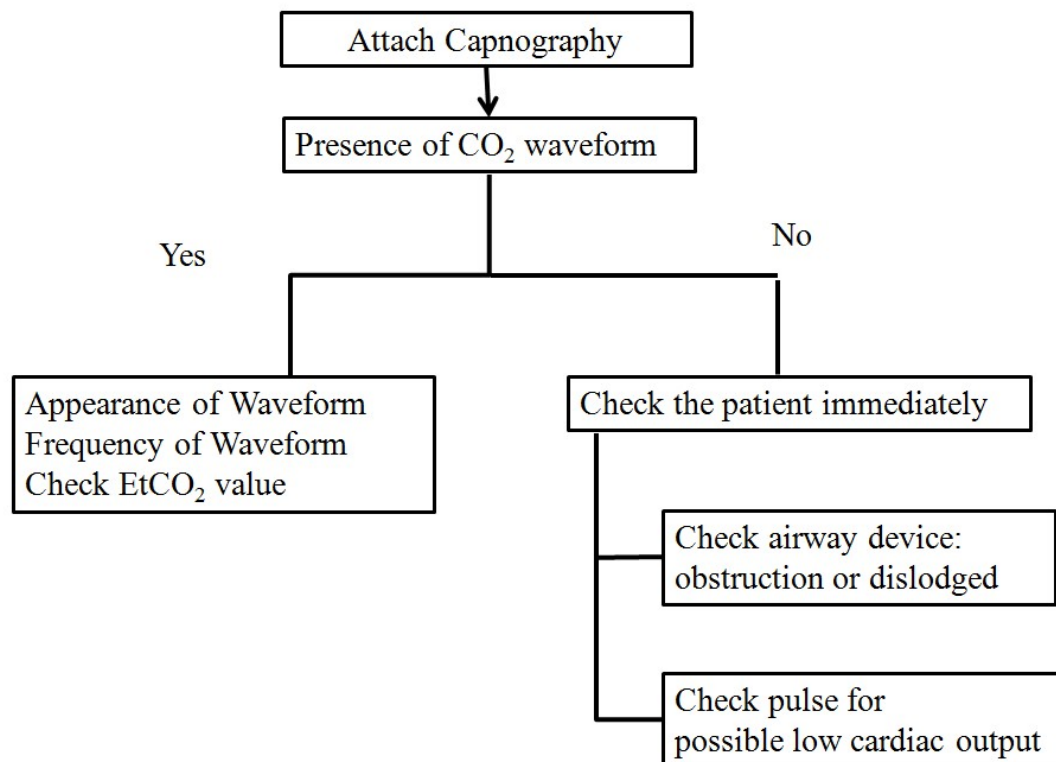 Attach Capnography
Presence of CO₂ waveform
Yes
No
Appearance of Waveform
Frequency of Waveform
Check EtCO₂ value
Check the patient immediately
Check airway device:
obstruction or dislodged
Check pulse for
possible low cardiac output